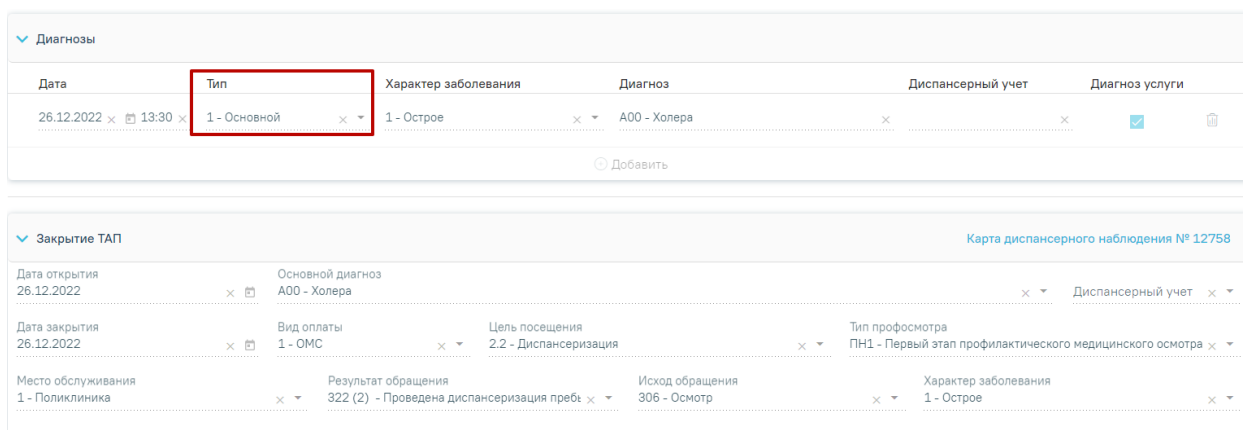 Диагнозы
Дата Тип Характер заболевания Диагноз Диспансерный учет Диагноз услуги
26.12.2022 13:30 1 - Основной 1 - Острое A00 - Холера
Добавить
Закрытие ТАП Карта диспансерного наблюдения № 12758
Дата открытия Основной диагноз
26.12.2022 A00 - Холера Диспансерный учет
Дата закрытия Вид оплаты Цель посещения Тип профосмотра
26.12.2022 1 - ОМС 2.2 - Диспансеризация ПН1 - Первый этап профилактического медицинского осмотра
Место обслуживания Результат обращения Исход обращения Характер заболевания
1 - Поликлиника 322 (2) - Проведена диспансеризация пребь 306 - Осмотр 1 - Острое